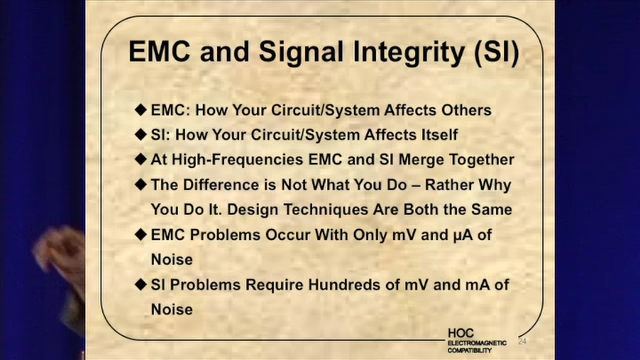 EMC and Signal Integrity (SI)
◆ EMC: How Your Circuit/System Affects Others
◆ SI: How Your Circuit/System Affects Itself
◆ At High-Frequencies EMC and SI Merge Together
◆ The Difference is Not What You Do – Rather Why
You Do It. Design Techniques Are Both the Same
◆ EMC Problems Occur With Only mV and µA of
Noise
◆ SI Problems Require Hundreds of mV and mA of
Noise
HOC
ELECTROMAGNETIC
COMPATIBILITY
24